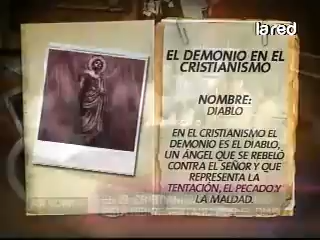 lared
EL DEMONIO EN EL
CRISTIANISMO
NOMBRE:
DIABLO
EN EL CRISTIANISMO EL
DEMONIO ES EL DIABLO,
UN ÁNGEL QUE SE REBELÓ
CONTRA EL SEÑOR Y QUE
REPRESENTA LA
TENTACIÓN, EL PECADO Y
LA MALDAD.